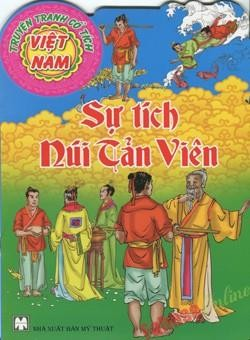 TRUYỆN TRANH CỔ TÍCH
VIỆT
NAM
Sự tích
Núi Tản Viên
NHÀ XUẤT BẢN MỸ THUẬT